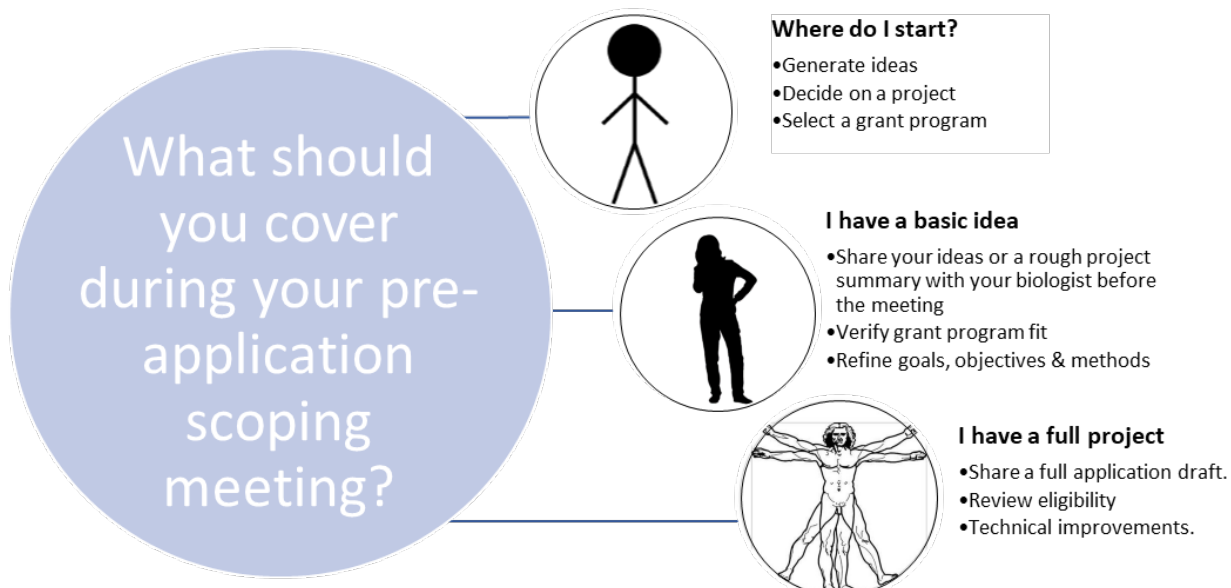 What should
you cover
during your pre-
application
scoping
meeting?
Where do I start?
•Generate ideas
•Decide on a project
•Select a grant program
I have a basic idea
•Share your ideas or a rough project
summary with your biologist before
the meeting
•Verify grant program fit
•Refine goals, objectives & methods
I have a full project
•Share a full application draft.
•Review eligibility
•Technical improvements.